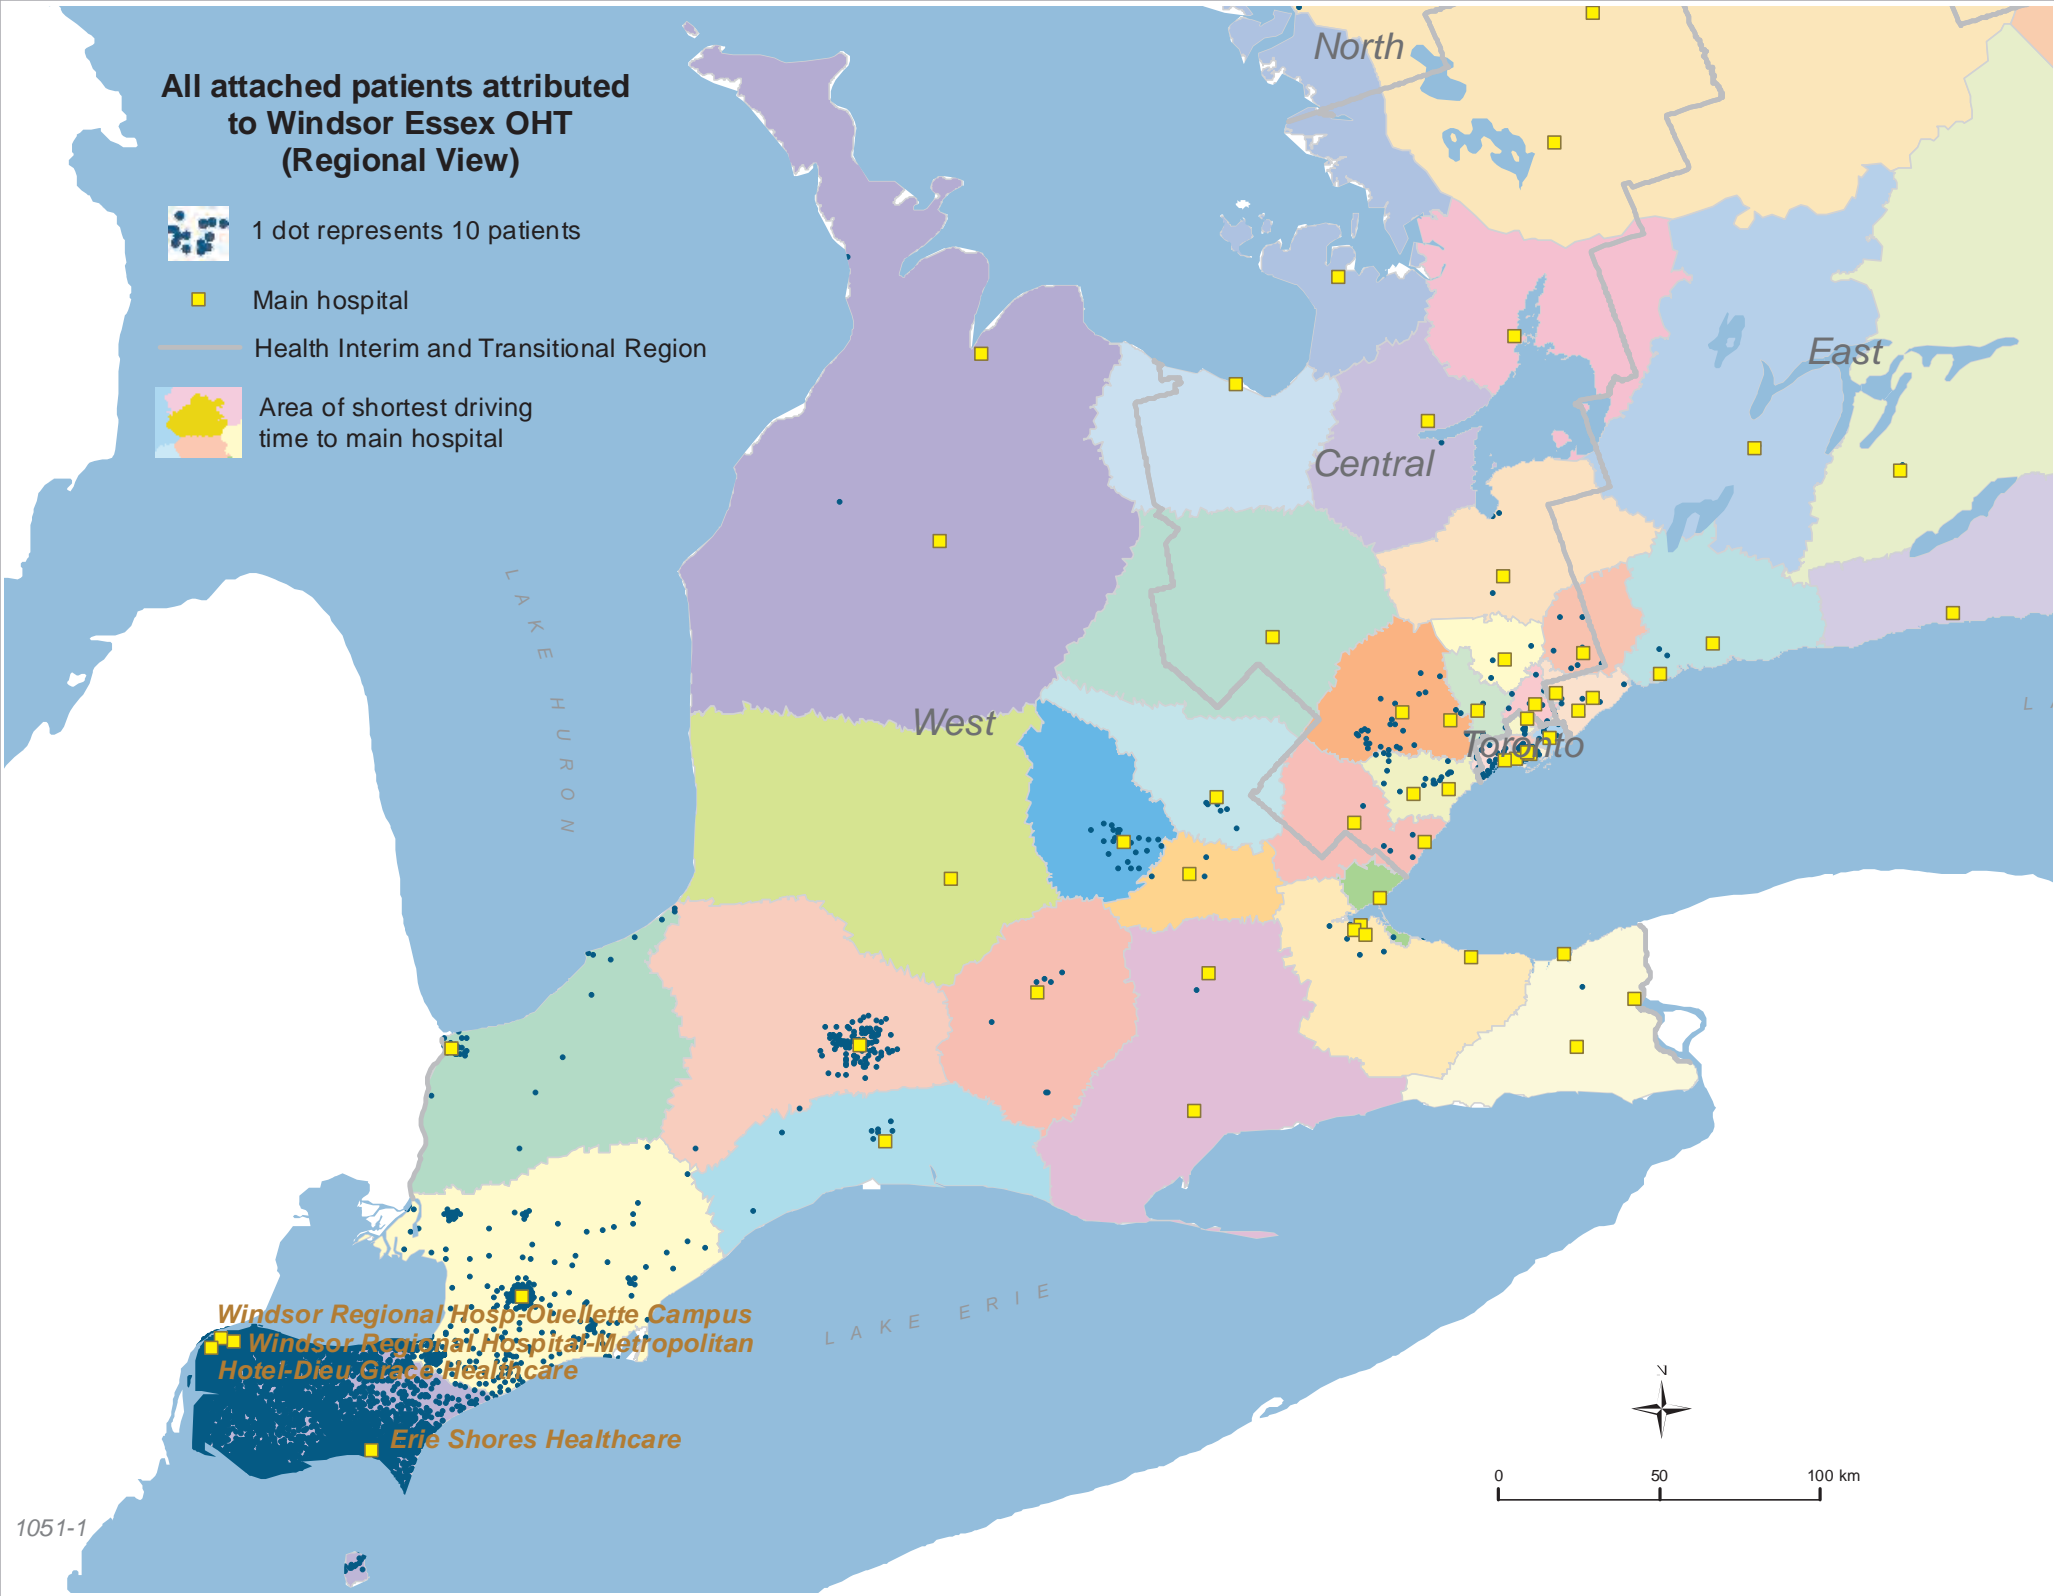 All attached patients attributed
to Windsor Essex OHT
(Regional View)
1 dot represents 10 patients
Main hospital
Health Interim and Transitional Region
Area of shortest driving
time to main hospital
North
East
Central
West
Toronto
LAKE HURON
LAKE ERIE
L A
Windsor Regional Hosp-Ouellette Campus
Windsor Regional Hospital-Metropolitan
Hotel-Dieu Grace Healthcare
Erie Shores Healthcare
N
0 50 100 km
1051-1